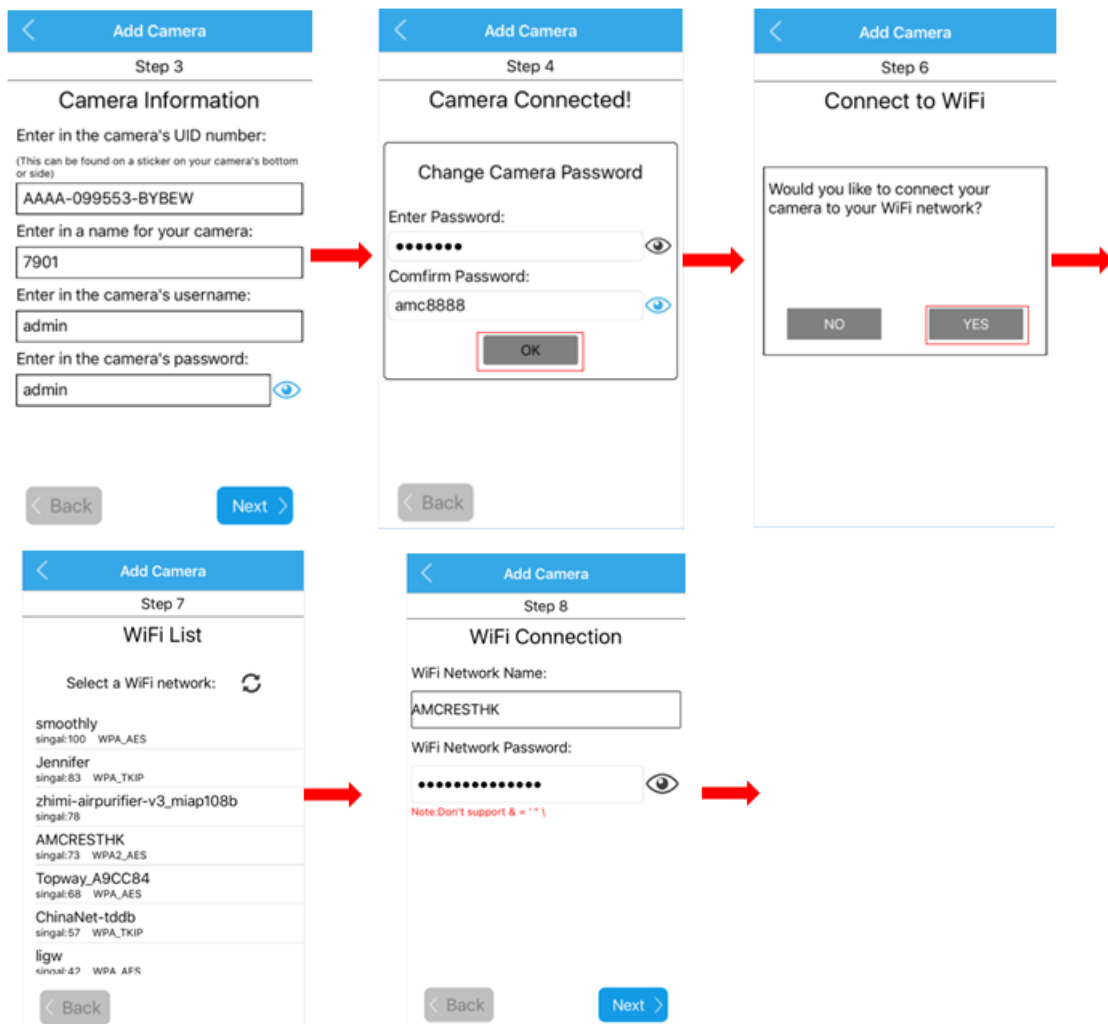 Add Camera
Step 3
Camera Information
Enter in the camera's UID number:
(This can be found on a sticker on your camera's bottom
or side)
AAAA-099553-BYBEW
Enter in a name for your camera:
7901
Enter in the camera's username:
admin
Enter in the camera's password:
admin
Back
Next
Add Camera
Step 4
Camera Connected!
Change Camera Password
Enter Password:
•••••••
Comfirm Password:
amc8888
OK
Back
Add Camera
Step 6
Connect to WiFi
Would you like to connect your
camera to your WiFi network?
NO
YES
Add Camera
Step 7
WiFi List
Select a WiFi network:
smoothly
singal:100 WPA_AES
Jennifer
singal:83 WPA_TKIP
zhimi-airpurifier-v3_miap108b
singal:78
AMCRESTHK
singal:73 WPA2_AES
Topway_A9CC84
singal:68 WPA_AES
ChinaNet-tddb
singal:57 WPA_TKIP
ligw
singal:42 WPA_AES
Back
Add Camera
Step 8
WiFi Connection
WiFi Network Name:
AMCRESTHK
WiFi Network Password:
••••••••••••••
Note:Don't support & = ' " \
Back
Next